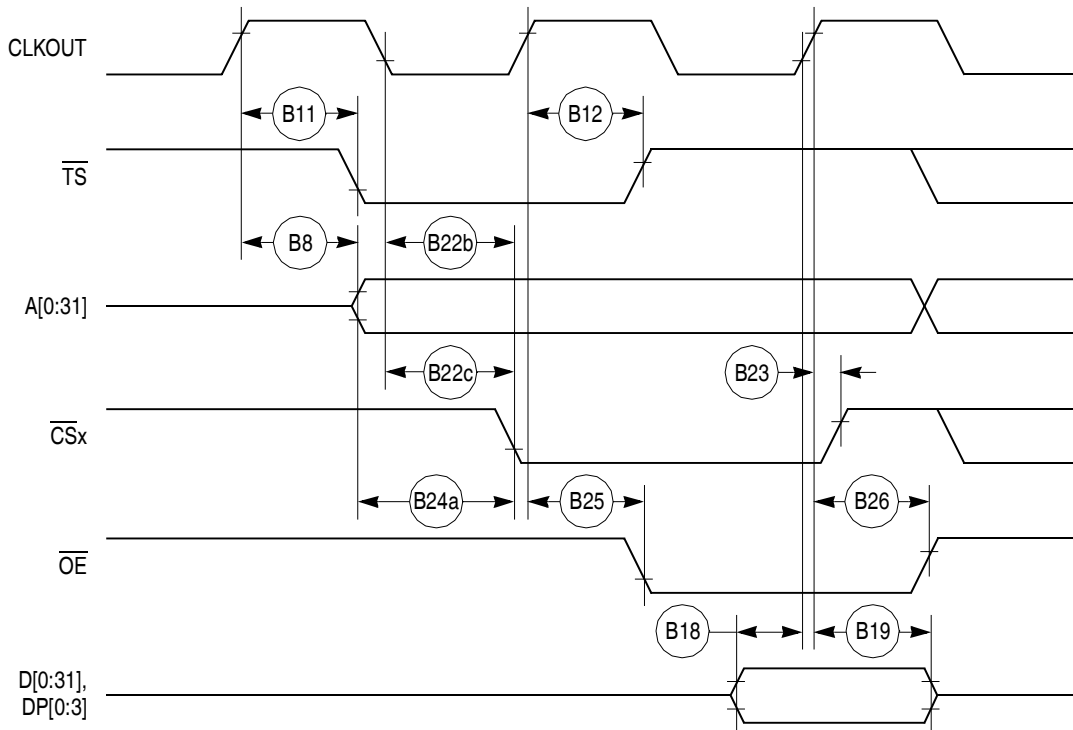 CLKOUT
B11
B12
TS
B8
B22b
A[0:31]
B22c
B23
CSx
B24a
B25
B26
OE
B18
B19
D[0:31],
DP[0:3]